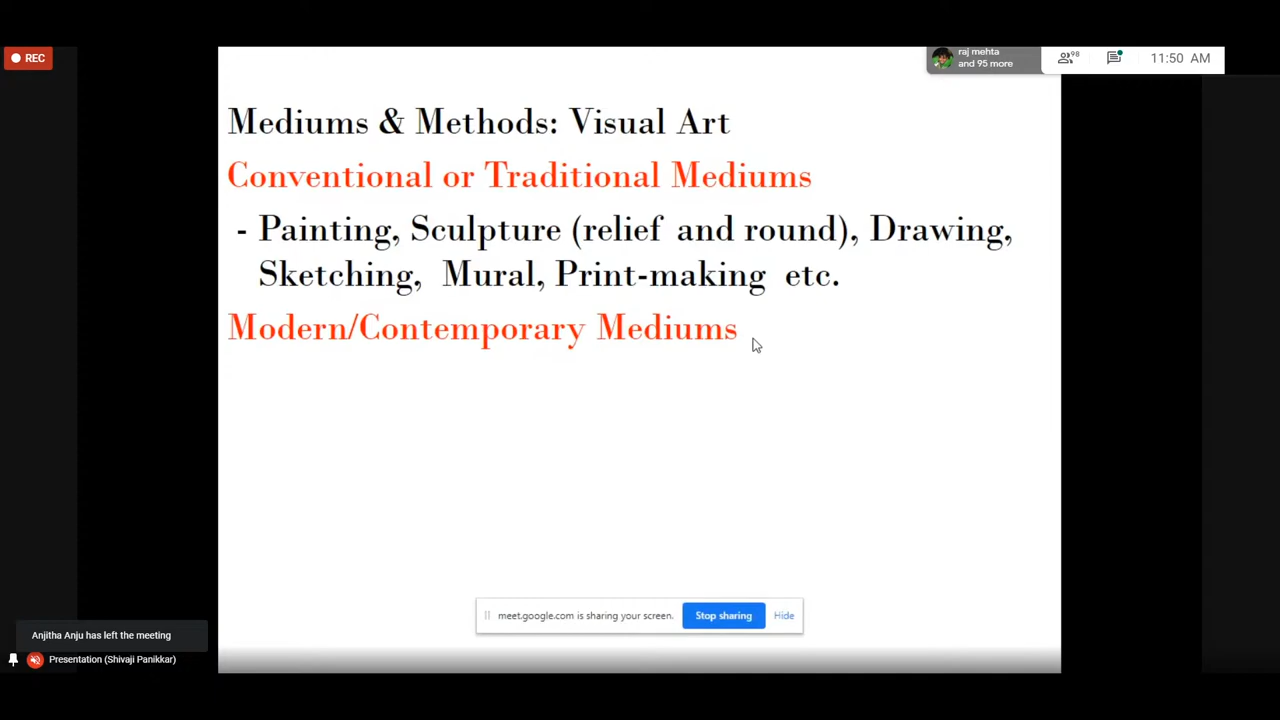 REC
raj mehta
and 95 more
98
11:50 AM
Mediums & Methods: Visual Art
Conventional or Traditional Mediums
- Painting, Sculpture (relief and round), Drawing,
Sketching, Mural, Print-making etc.
Modern/Contemporary Mediums
meet.google.com is sharing your screen.
Stop sharing
Hide
Anjitha Anju has left the meeting
Presentation (Shivaji Panikkar)